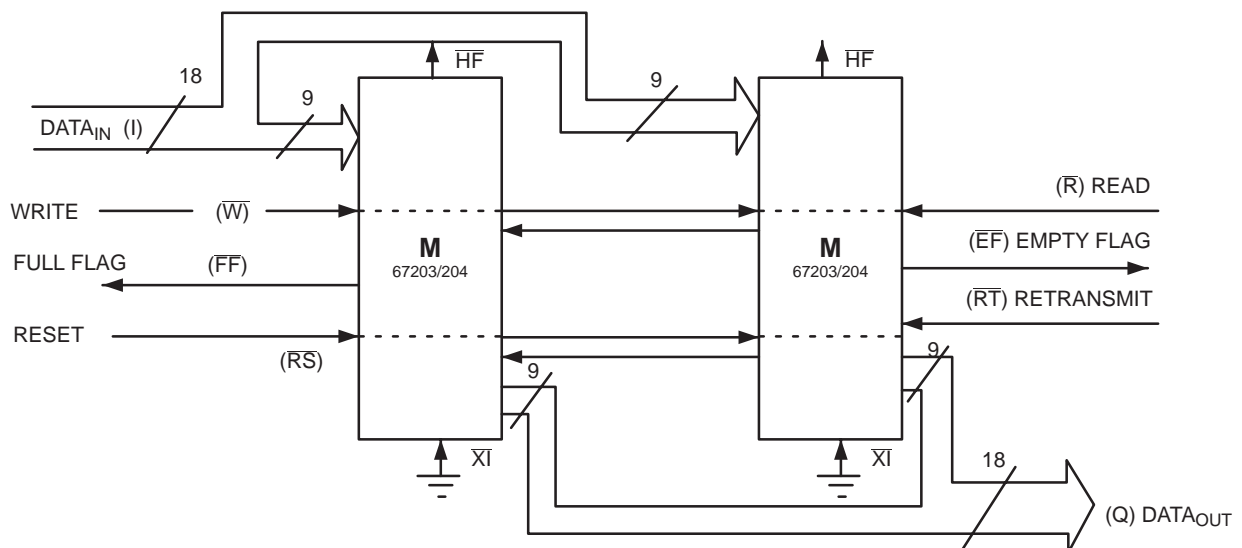 HF
HF
18
9
9
DATAIN (I)
WRITE
(W)
(R) READ
FULL FLAG
(FF)
M
67203/204
M
67203/204
(EF) EMPTY FLAG
(RT) RETRANSMIT
RESET
(RS)
9
9
XI
XI
18
(Q) DATAOUT